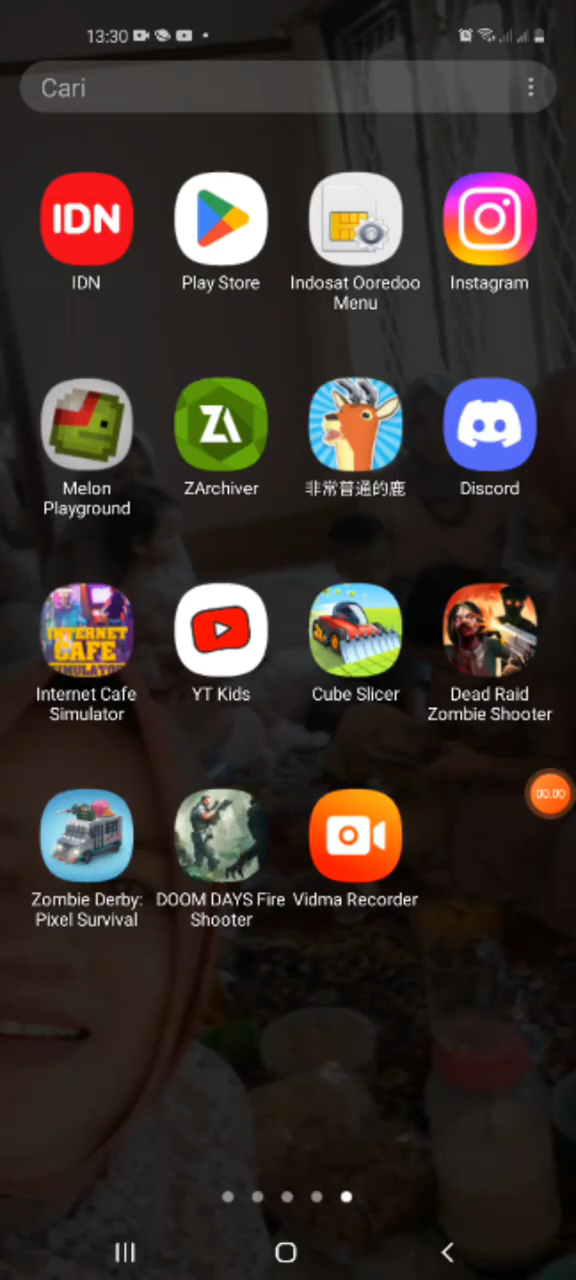 13:30
Cari
IDN
IDN
Play Store
Indosat Ooredoo
Menu
Instagram
Melon
Playground
ZA
ZArchiver
非常普通的鹿
Discord
INTERNET
CAFE
SIMULATOR
Internet Cafe
Simulator
YT Kids
Cube Slicer
Dead Raid
Zombie Shooter
00:00
Zombie Derby:
Pixel Survival
DOOM DAYS Fire
Shooter
Vidma Recorder